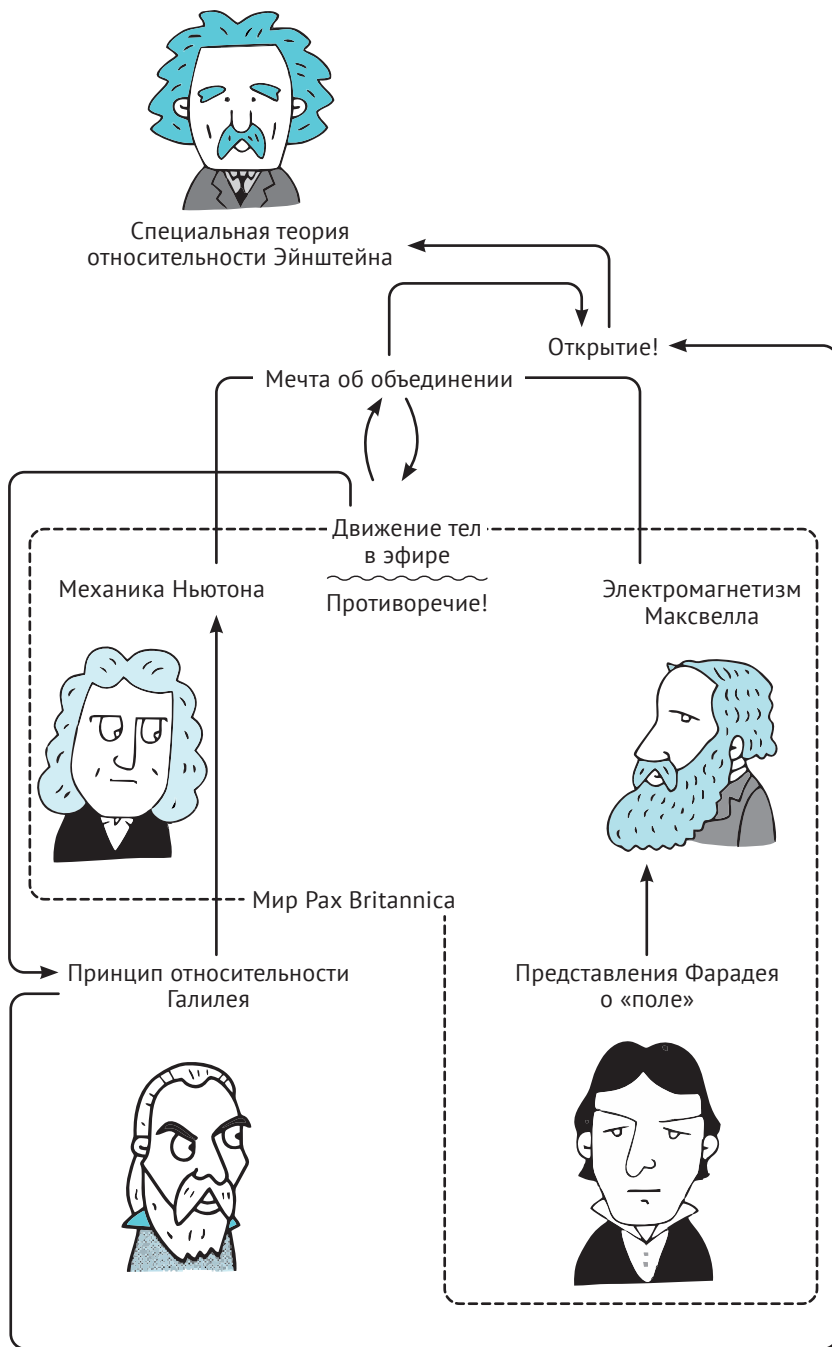 Специальная теория
относительности Эйнштейна
Открытие!
Мечта об объединении
Движение тел
в эфире
Противоречие!
Механика Ньютона
Электромагнетизм
Максвелла
Мир Pax Britannica
Принцип относительности
Галилея
Представления Фарадея
о «поле»